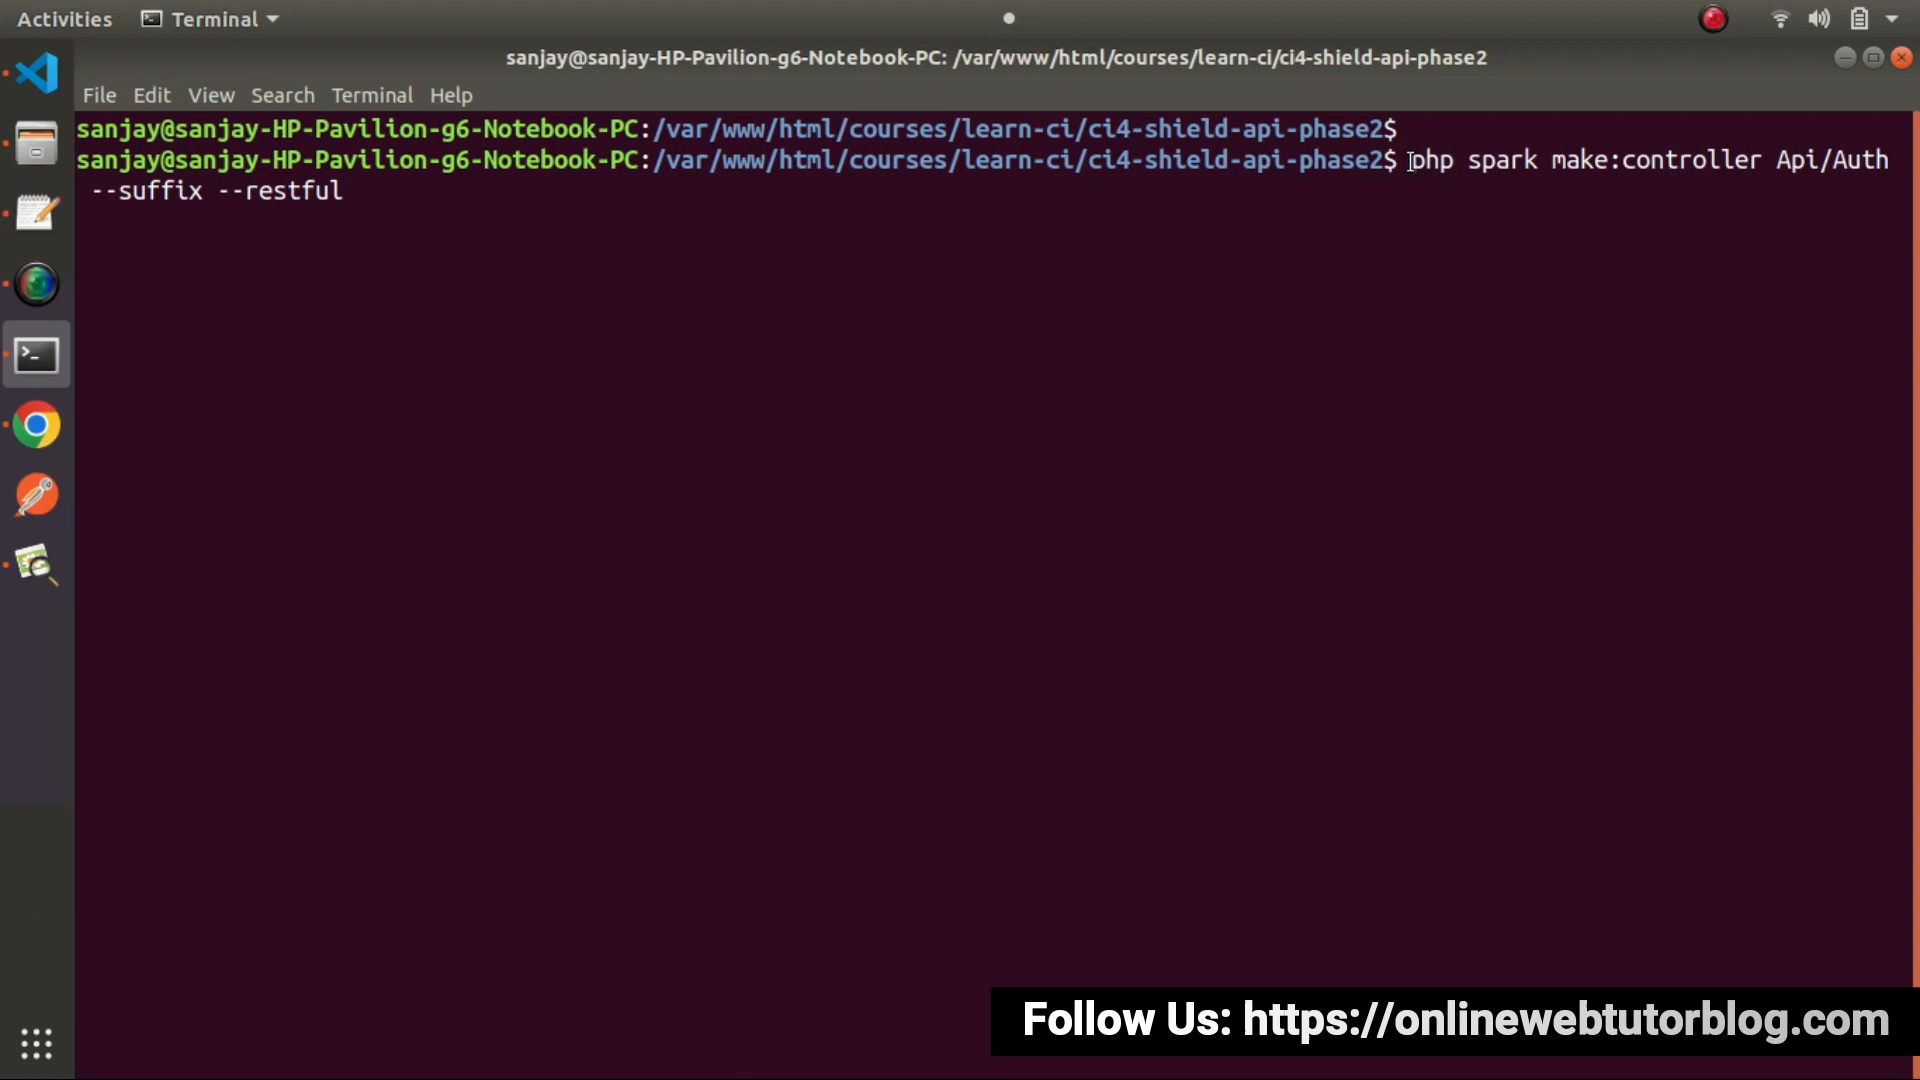 Activities Terminal
sanjay@sanjay-HP-Pavilion-g6-Notebook-PC: /var/www/html/courses/learn-ci/ci4-shield-api-phase2
File Edit View Search Terminal Help
sanjay@sanjay-HP-Pavilion-g6-Notebook-PC:/var/www/html/courses/learn-ci/ci4-shield-api-phase2$
sanjay@sanjay-HP-Pavilion-g6-Notebook-PC:/var/www/html/courses/learn-ci/ci4-shield-api-phase2$ php spark make:controller Api/Auth
--suffix --restful
Follow Us: https://onlinewebtutorblog.com